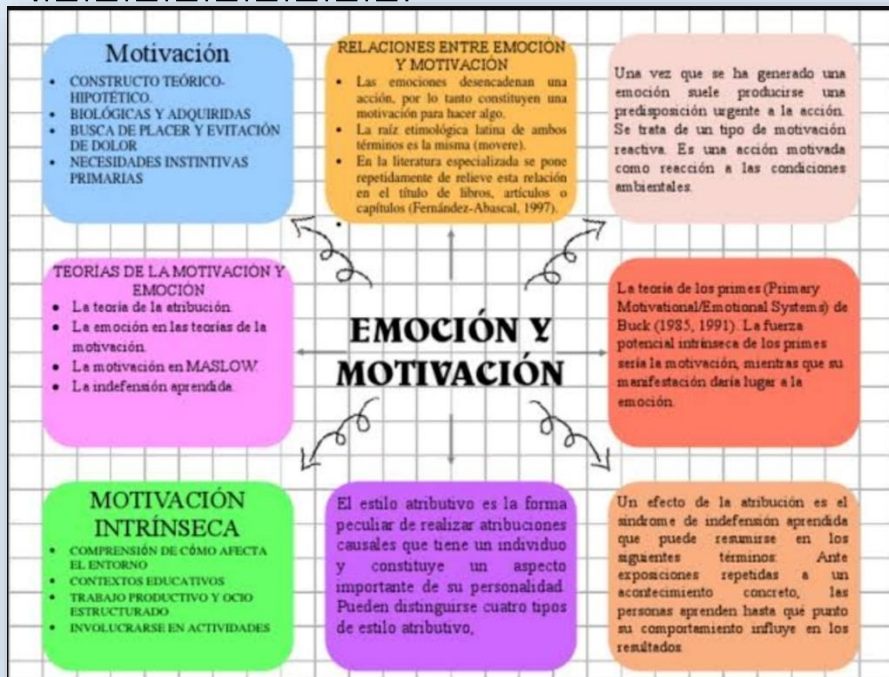 Motivación
• CONSTRUCTO TEÓRICO-
HIPOTÉTICO.
• BIOLÓGICAS Y ADQUIRIDAS
• BUSCA DE PLACER Y EVITACIÓN
DE DOLOR
• NECESIDADES INSTINTIVAS
PRIMARIAS
RELACIONES ENTRE EMOCIÓN
Y MOTIVACIÓN
• Las emociones desencadenan una
acción, por lo tanto constituyen una
motivación para hacer algo.
• La raíz etimológica latina de ambos
términos es la misma (movere).
• En la literatura especializada se pone
repetidamente de relieve esta relación
en el título de libros, artículos o
capítulos (Fernández-Abascal, 1997).
•
Una vez que se ha generado una
emoción suele producirse una
predisposición urgente a la acción.
Se trata de un tipo de motivación
reactiva. Es una acción motivada
como reacción a las condiciones
ambientales.
TEORÍAS DE LA MOTIVACIÓN Y
EMOCIÓN
• La teoría de la atribución.
• La emoción en las teorías de la
motivación.
• La motivación en MASLOW.
• La indefensión aprendida.
EMOCIÓN Y
MOTIVACIÓN
La teoría de los primes (Primary
Motivational/Emotional Systems) de
Buck (1985, 1991). La fuerza
potencial intrínseca de los primes
sería la motivación, mientras que su
manifestación daría lugar a la
emoción.
MOTIVACIÓN
INTRÍNSECA
• COMPRENSIÓN DE CÓMO AFECTA
EL ENTORNO
• CONTEXTOS EDUCATIVOS
• TRABAJO PRODUCTIVO Y OCIO
ESTRUCTURADO
• INVOLUCRARSE EN ACTIVIDADES
El estilo atributivo es la forma
peculiar de realizar atribuciones
causales que tiene un individuo
y constituye un aspecto
importante de su personalidad.
Pueden distinguirse cuatro tipos
de estilo atributivo,
Un efecto de la atribución es el
síndrome de indefensión aprendida
que puede resumirse en los
siguientes términos: Ante
exposiciones repetidas a un
acontecimiento concreto, las
personas aprenden hasta qué punto
su comportamiento influye en los
resultados